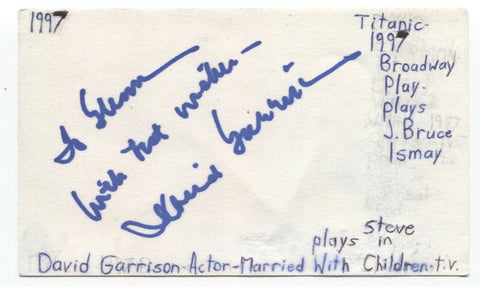 1997
Titanic-
1997
Broadway
Play-
plays
J. Bruce
Ismay
To Glenn -
With best wishes -
David Garrison
plays Steve in
David Garrison-Actor-Married With Children-t.v.